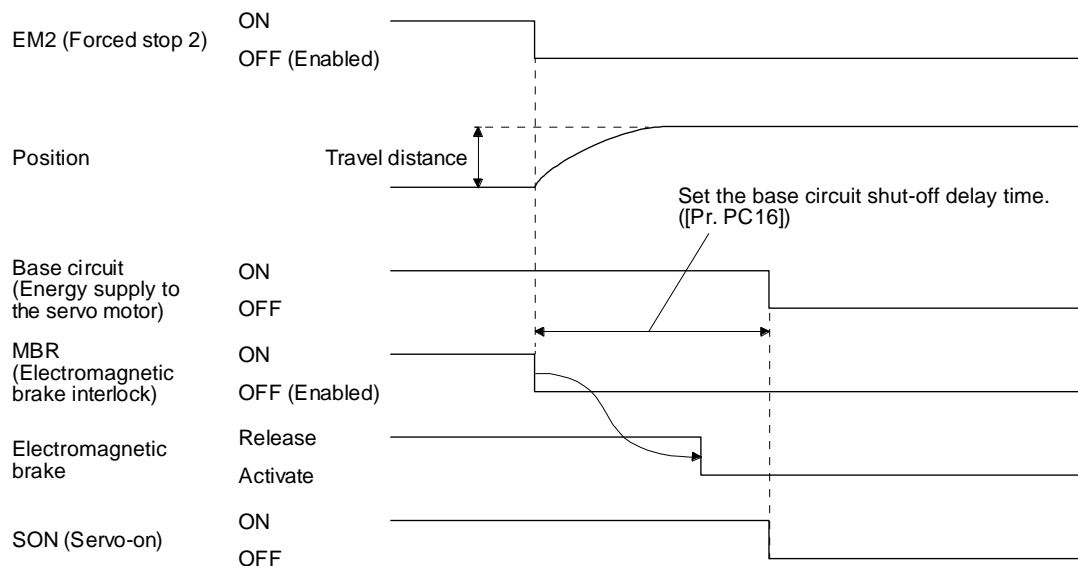 EM2 (Forced stop 2)
ON
OFF (Enabled)
Position
Travel distance
Set the base circuit shut-off delay time.
([Pr. PC16])
Base circuit
(Energy supply to
the servo motor)
ON
OFF
MBR
(Electromagnetic
brake interlock)
ON
OFF (Enabled)
Electromagnetic
brake
Release
Activate
SON (Servo-on)
ON
OFF